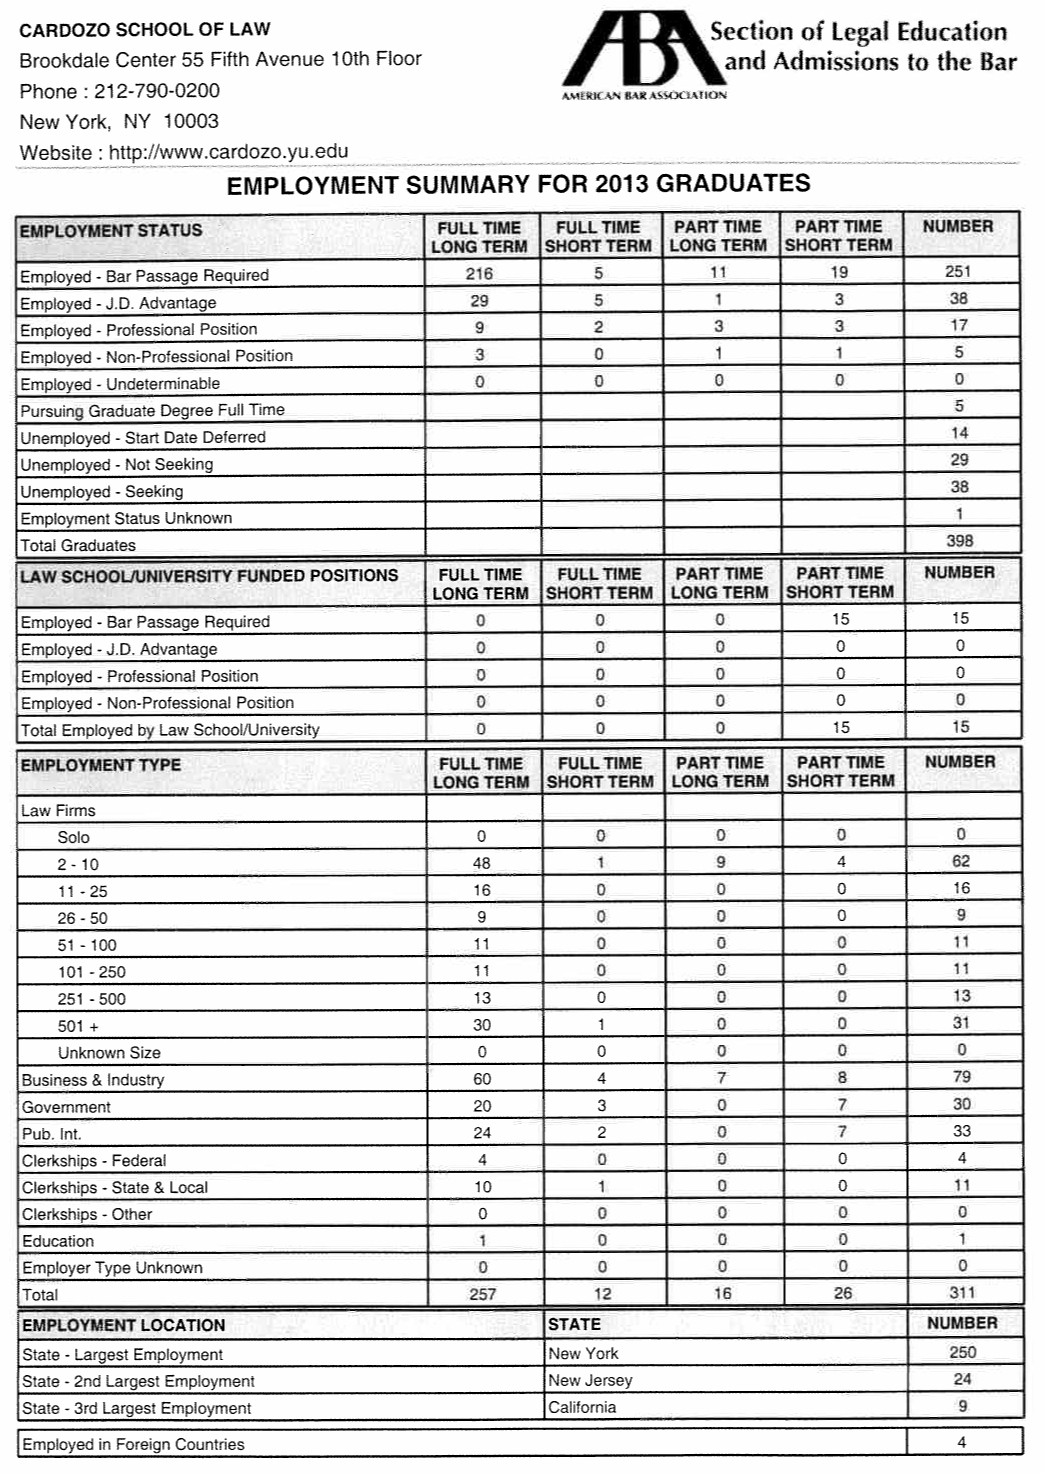 CARDOZO SCHOOL OF LAW
Brookdale Center 55 Fifth Avenue 10th Floor
Phone : 212-790-0200
New York, NY 10003
Website : http://www.cardozo.yu.edu
ABA
AMERICAN BAR ASSOCIATION
Section of Legal Education
and Admissions to the Bar
EMPLOYMENT SUMMARY FOR 2013 GRADUATES
EMPLOYMENT STATUS FULL TIME LONG TERM FULL TIME SHORT TERM PART TIME LONG TERM PART TIME SHORT TERM NUMBER
Employed - Bar Passage Required 216 5 11 19 251
Employed - J.D. Advantage 29 5 1 3 38
Employed - Professional Position 9 2 3 3 17
Employed - Non-Professional Position 3 0 1 1 5
Employed - Undeterminable 0 0 0 0 0
Pursuing Graduate Degree Full Time 5
Unemployed - Start Date Deferred 14
Unemployed - Not Seeking 29
Unemployed - Seeking 38
Employment Status Unknown 1
Total Graduates 398
LAW SCHOOL/UNIVERSITY FUNDED POSITIONS FULL TIME LONG TERM FULL TIME SHORT TERM PART TIME LONG TERM PART TIME SHORT TERM NUMBER
Employed - Bar Passage Required 0 0 0 15 15
Employed - J.D. Advantage 0 0 0 0 0
Employed - Professional Position 0 0 0 0 0
Employed - Non-Professional Position 0 0 0 0 0
Total Employed by Law School/University 0 0 0 15 15
EMPLOYMENT TYPE FULL TIME LONG TERM FULL TIME SHORT TERM PART TIME LONG TERM PART TIME SHORT TERM NUMBER
Law Firms
Solo 0 0 0 0 0
2 - 10 48 1 9 4 62
11 - 25 16 0 0 0 16
26 - 50 9 0 0 0 9
51 - 100 11 0 0 0 11
101 - 250 11 0 0 0 11
251 - 500 13 0 0 0 13
501 + 30 1 0 0 31
Unknown Size 0 0 0 0 0
Business & Industry 60 4 7 8 79
Government 20 3 0 7 30
Pub. Int. 24 2 0 7 33
Clerkships - Federal 4 0 0 0 4
Clerkships - State & Local 10 1 0 0 11
Clerkships - Other 0 0 0 0 0
Education 1 0 0 0 1
Employer Type Unknown 0 0 0 0 0
Total 257 12 16 26 311
EMPLOYMENT LOCATION STATE NUMBER
State - Largest Employment New York 250
State - 2nd Largest Employment New Jersey 24
State - 3rd Largest Employment California 9
Employed in Foreign Countries 4